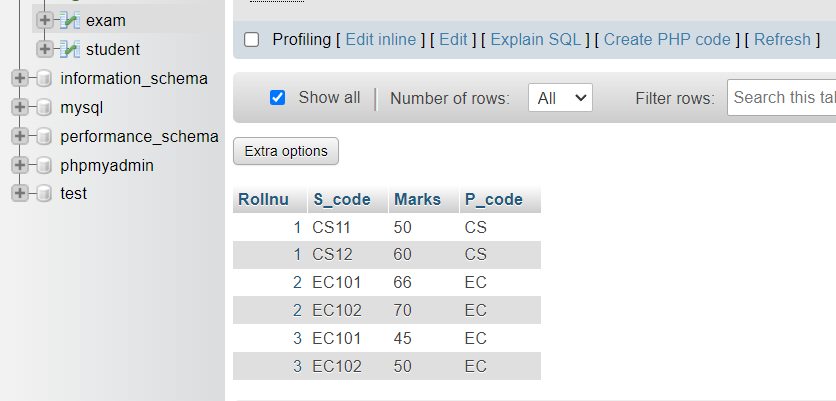 exam
student
information_schema
mysql
performance_schema
phpmyadmin
test
Profiling [ Edit inline ] [ Edit ] [ Explain SQL ] [ Create PHP code ] [ Refresh ]
Show all Number of rows: All Filter rows: Search this tal
Extra options
Rollnu S_code Marks P_code
1 CS11 50 CS
1 CS12 60 CS
2 EC101 66 EC
2 EC102 70 EC
3 EC101 45 EC
3 EC102 50 EC